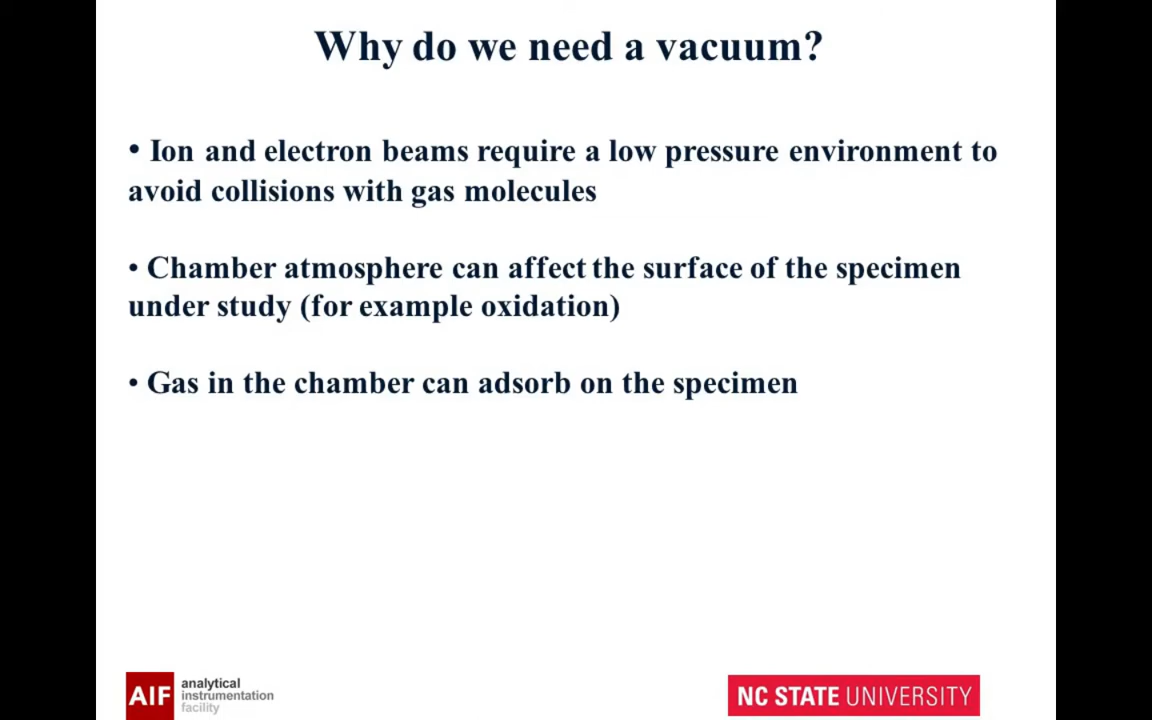 Why do we need a vacuum?
• Ion and electron beams require a low pressure environment to
avoid collisions with gas molecules
• Chamber atmosphere can affect the surface of the specimen
under study (for example oxidation)
• Gas in the chamber can adsorb on the specimen
AIF analytical
instrumentation
facility
NC STATE UNIVERSITY